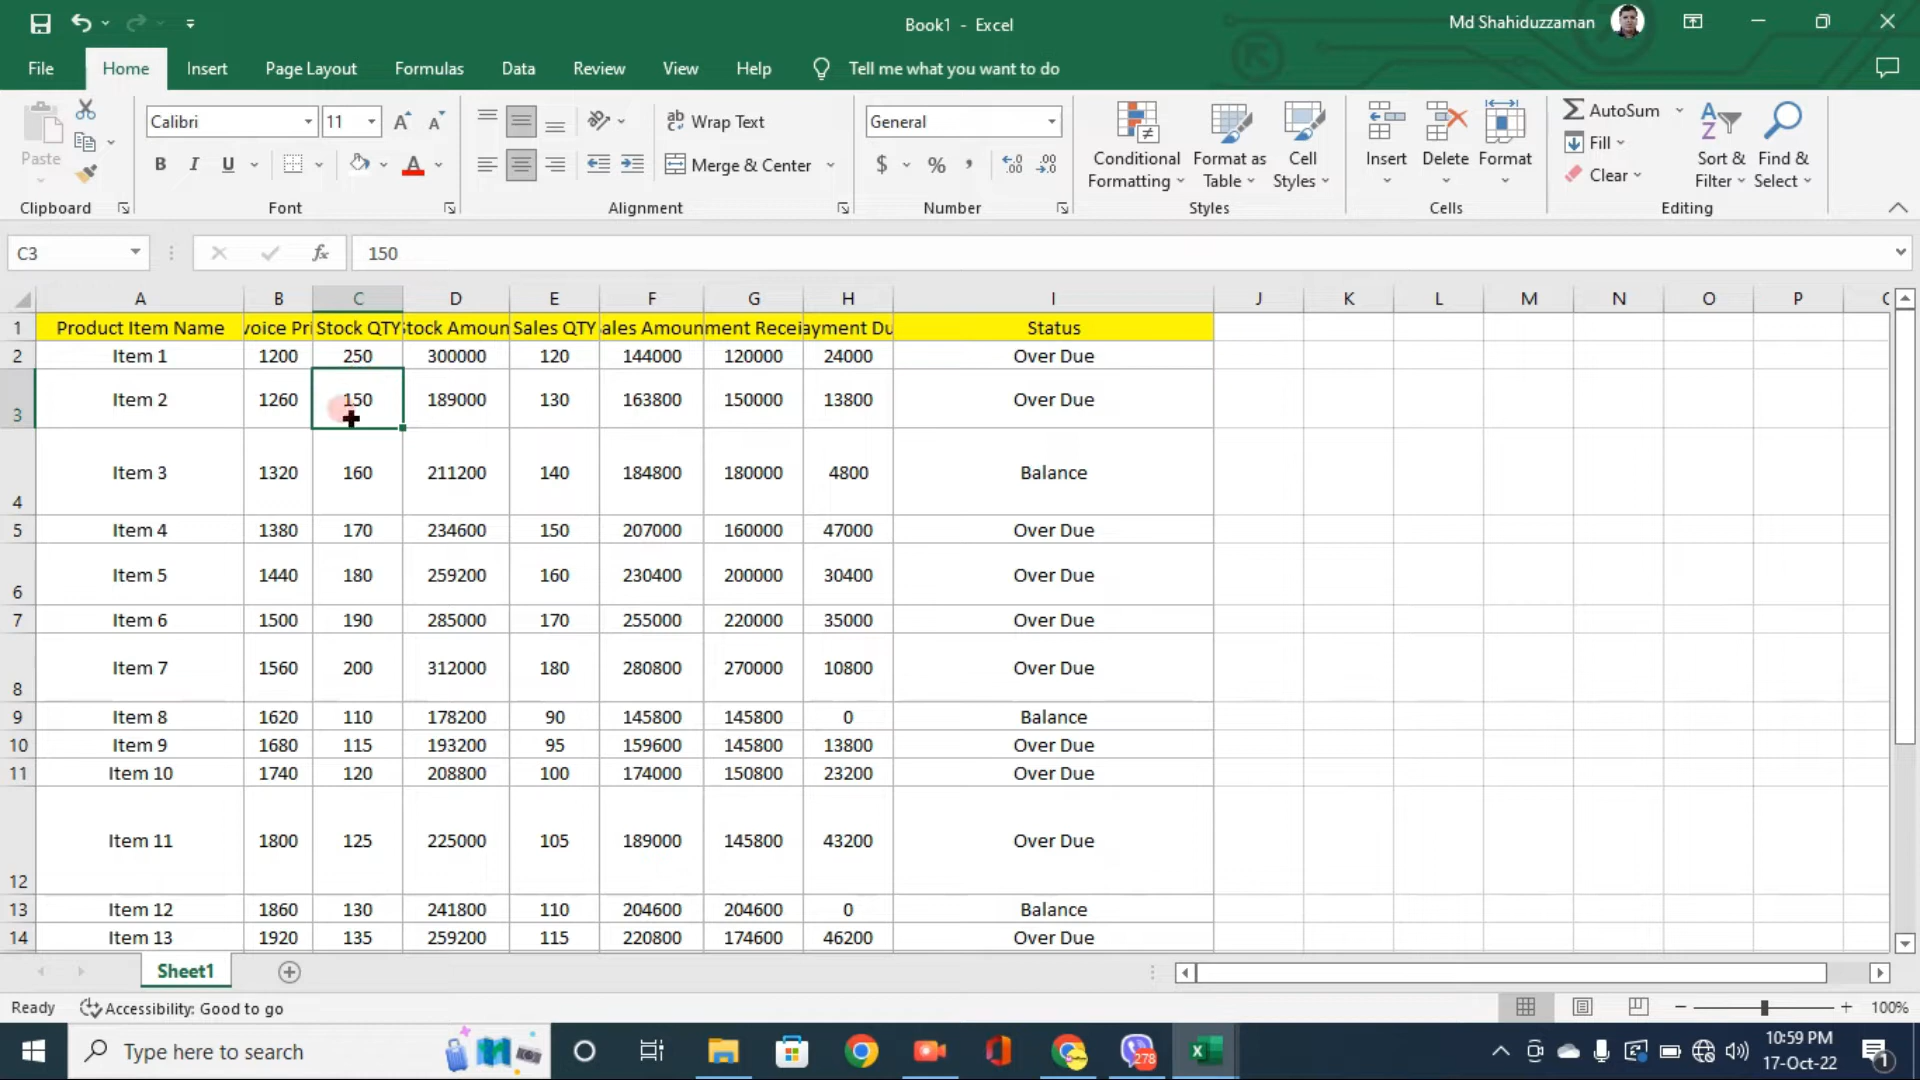 Book1 - Excel
Md Shahiduzzaman
File Home Insert Page Layout Formulas Data Review View Help Tell me what you want to do
Paste
Calibri 11
B I U
A
Wrap Text
Merge & Center
General
$ % ,
Conditional Formatting
Format as Table
Cell Styles
Insert
Delete
Format
AutoSum
Fill
Clear
Sort & Filter
Find & Select
Clipboard Font Alignment Number Styles Cells Editing
C3 fx 150
A B C D E F G H I J K L M N O P
1 Product Item Name voice Pri Stock QTY tock Amoun Sales QTY ales Amoun ment Recei ayment Du Status
2 Item 1 1200 250 300000 120 144000 120000 24000 Over Due
3 Item 2 1260 150 189000 130 163800 150000 13800 Over Due
4 Item 3 1320 160 211200 140 184800 180000 4800 Balance
5 Item 4 1380 170 234600 150 207000 160000 47000 Over Due
6 Item 5 1440 180 259200 160 230400 200000 30400 Over Due
7 Item 6 1500 190 285000 170 255000 220000 35000 Over Due
8 Item 7 1560 200 312000 180 280800 270000 10800 Over Due
9 Item 8 1620 110 178200 90 145800 145800 0 Balance
10 Item 9 1680 115 193200 95 159600 145800 13800 Over Due
11 Item 10 1740 120 208800 100 174000 150800 23200 Over Due
12 Item 11 1800 125 225000 105 189000 145800 43200 Over Due
13 Item 12 1860 130 241800 110 204600 204600 0 Balance
14 Item 13 1920 135 259200 115 220800 174600 46200 Over Due
Sheet1
Ready Accessibility: Good to go 100%
Type here to search
278
10:59 PM
17-Oct-22
1